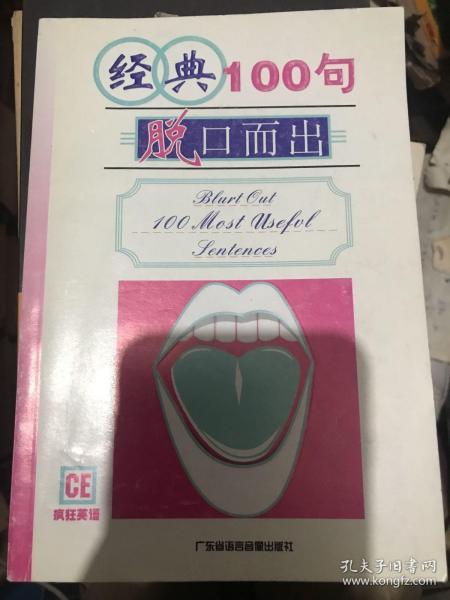 经典100句
脱口而出
Blurt Out
100 Most Useful
Sentences
CE
疯狂英语
广东省语言音像出版社
孔夫子旧书网
www.kongfz.com